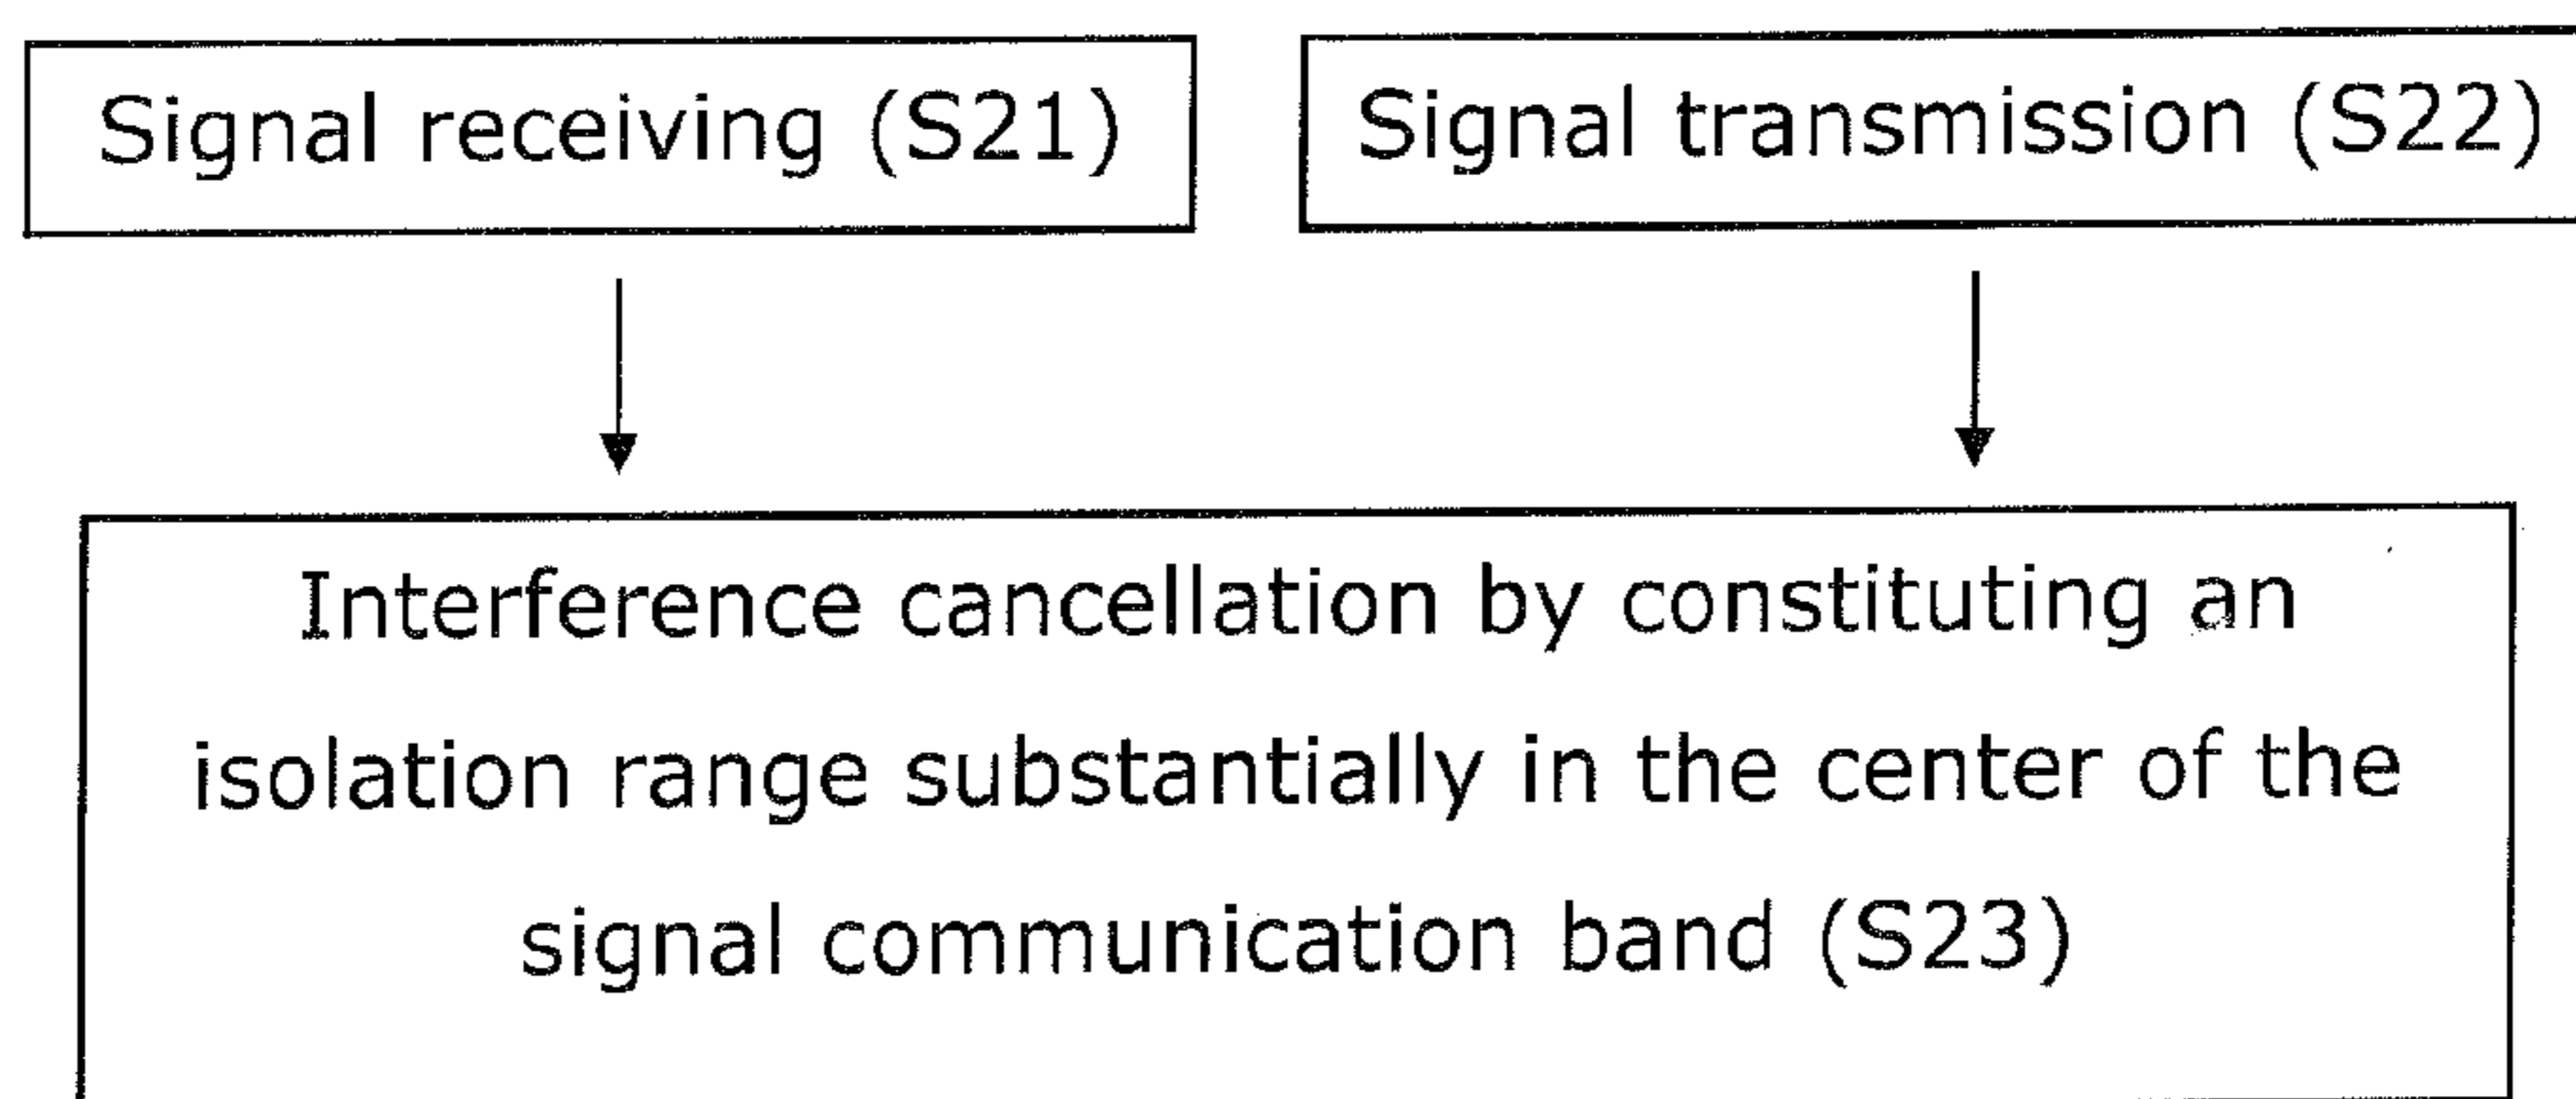 Signal receiving (S21)
Signal transmission (S22)
Interference cancellation by constituting an
isolation range substantially in the center of the
signal communication band (S23)